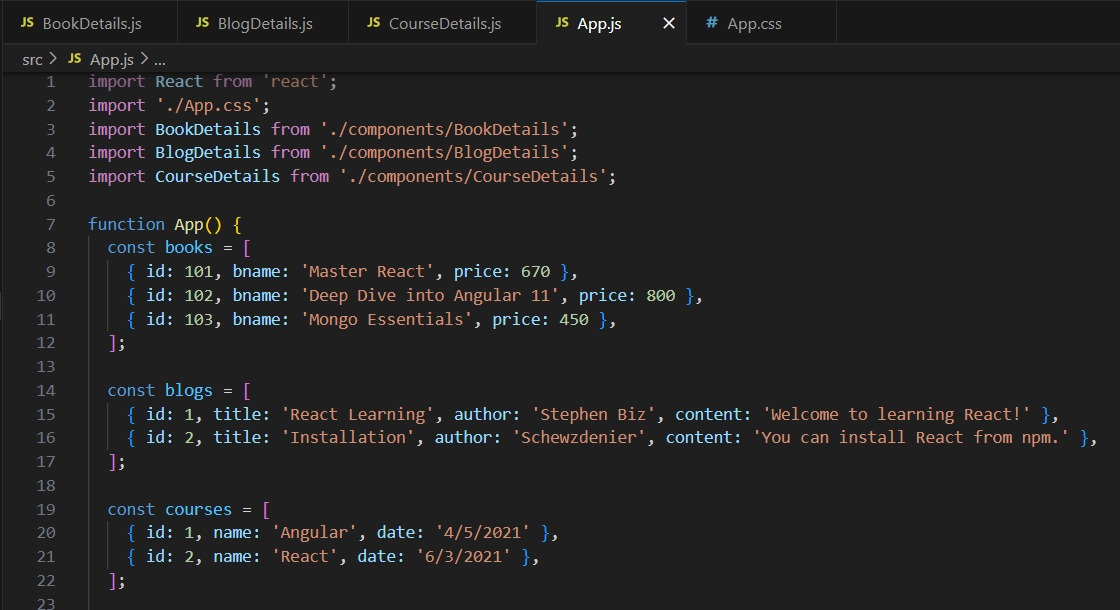 JS BookDetails.js JS BlogDetails.js JS CourseDetails.js JS App.js × # App.css
src > JS App.js > ...
1 import React from 'react';
2 import './App.css';
3 import BookDetails from './components/BookDetails';
4 import BlogDetails from './components/BlogDetails';
5 import CourseDetails from './components/CourseDetails';
6
7 function App() {
8 const books = [
9 { id: 101, bname: 'Master React', price: 670 },
10 { id: 102, bname: 'Deep Dive into Angular 11', price: 800 },
11 { id: 103, bname: 'Mongo Essentials', price: 450 },
12 ];
13
14 const blogs = [
15 { id: 1, title: 'React Learning', author: 'Stephen Biz', content: 'Welcome to learning React!' },
16 { id: 2, title: 'Installation', author: 'Schewzdenier', content: 'You can install React from npm.' },
17 ];
18
19 const courses = [
20 { id: 1, name: 'Angular', date: '4/5/2021' },
21 { id: 2, name: 'React', date: '6/3/2021' },
22 ];
23